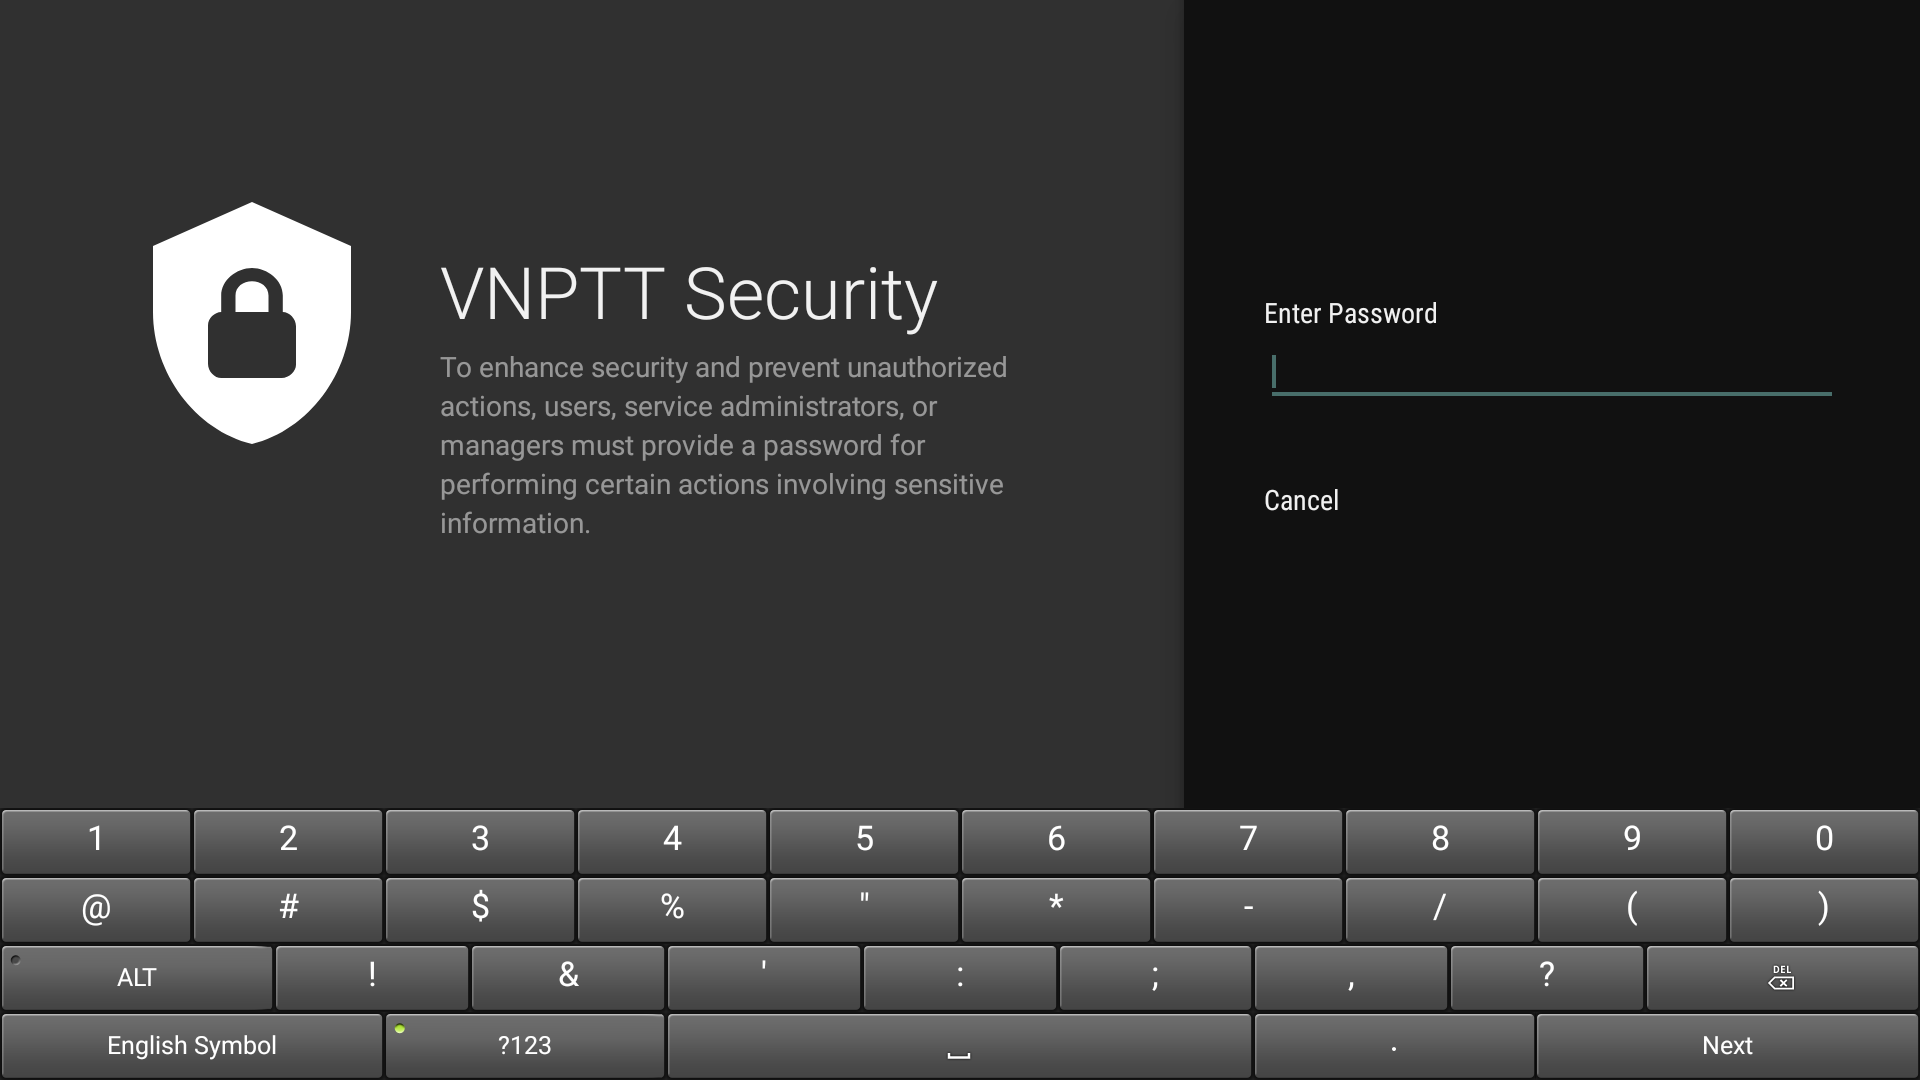 VNPTT Security
To enhance security and prevent unauthorized
actions, users, service administrators, or
managers must provide a password for
performing certain actions involving sensitive
information.
Enter Password
Cancel
1 2 3 4 5 6 7 8 9 0
@ # $ % " * - / ( )
ALT ! & ' : ; , ? DEL
English Symbol ?123 . Next